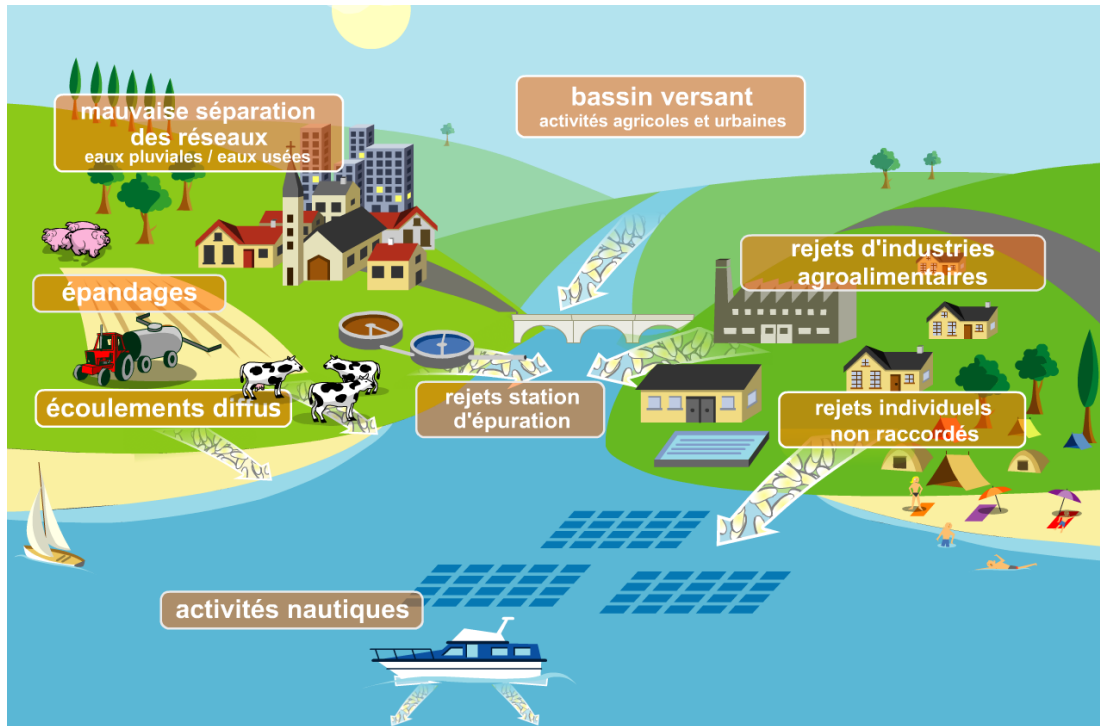 mauvaise séparation
des réseaux
eaux pluviales / eaux usées
bassin versant
activités agricoles et urbaines
rejets d'industries
agroalimentaires
épandages
écoulements diffus
rejets station
d'épuration
rejets individuels
non raccordés
activités nautiques